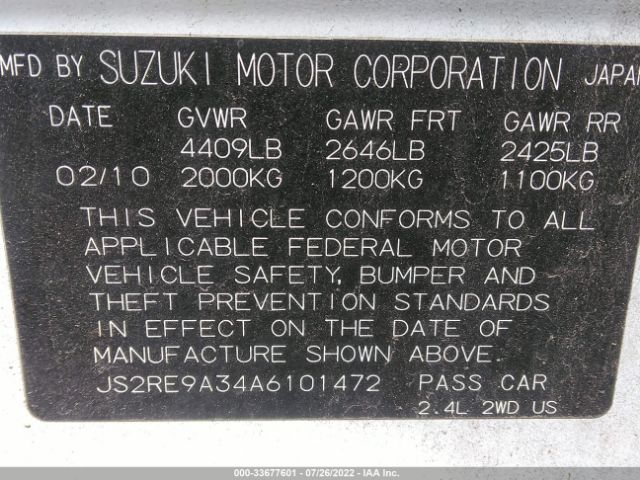 MFD BY SUZUKI MOTOR CORPORATION JAPAN
DATE GVWR GAWR FRT GAWR RR
4409LB 2646LB 2425LB
02/10 2000KG 1200KG 1100KG
THIS VEHICLE CONFORMS TO ALL
APPLICABLE FEDERAL MOTOR
VEHICLE SAFETY, BUMPER AND
THEFT PREVENTION STANDARDS
IN EFFECT ON THE DATE OF
MANUFACTURE SHOWN ABOVE.
JS2RE9A34A6101472 PASS CAR
2.4L 2WD US
000-33677601 - 07/26/2022 - IAA Inc.